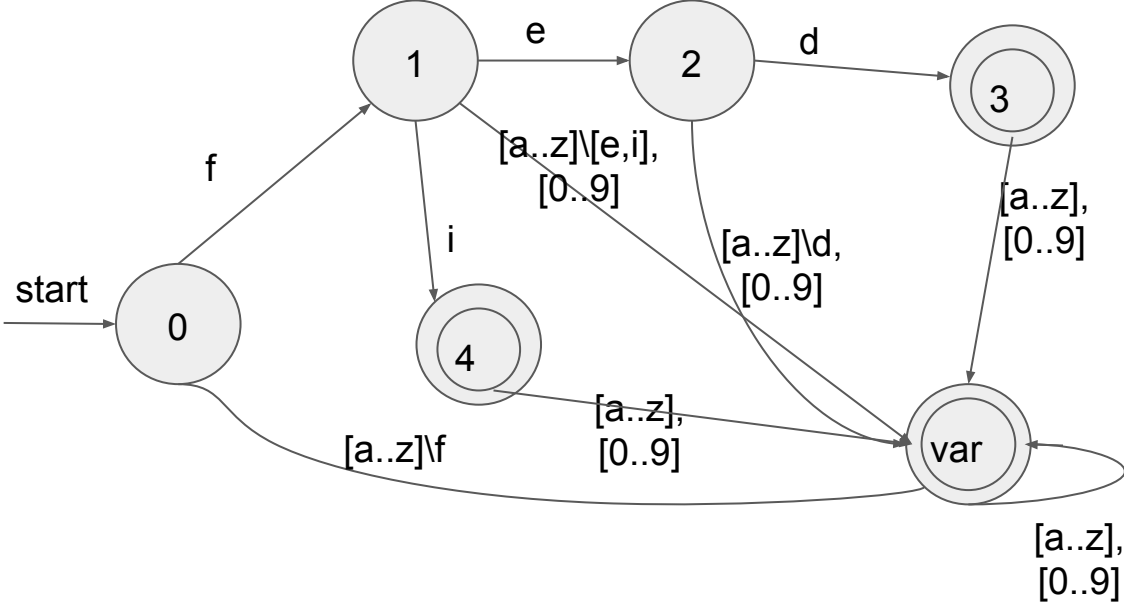 e
d
1
2
3
[a..z]\[e,i],
[0..9]
f
[a..z],
[0..9]
i
[a..z]\d,
[0..9]
start
0
4
[a..z],
[0..9]
var
[a..z]\f
[a..z],
[0..9]